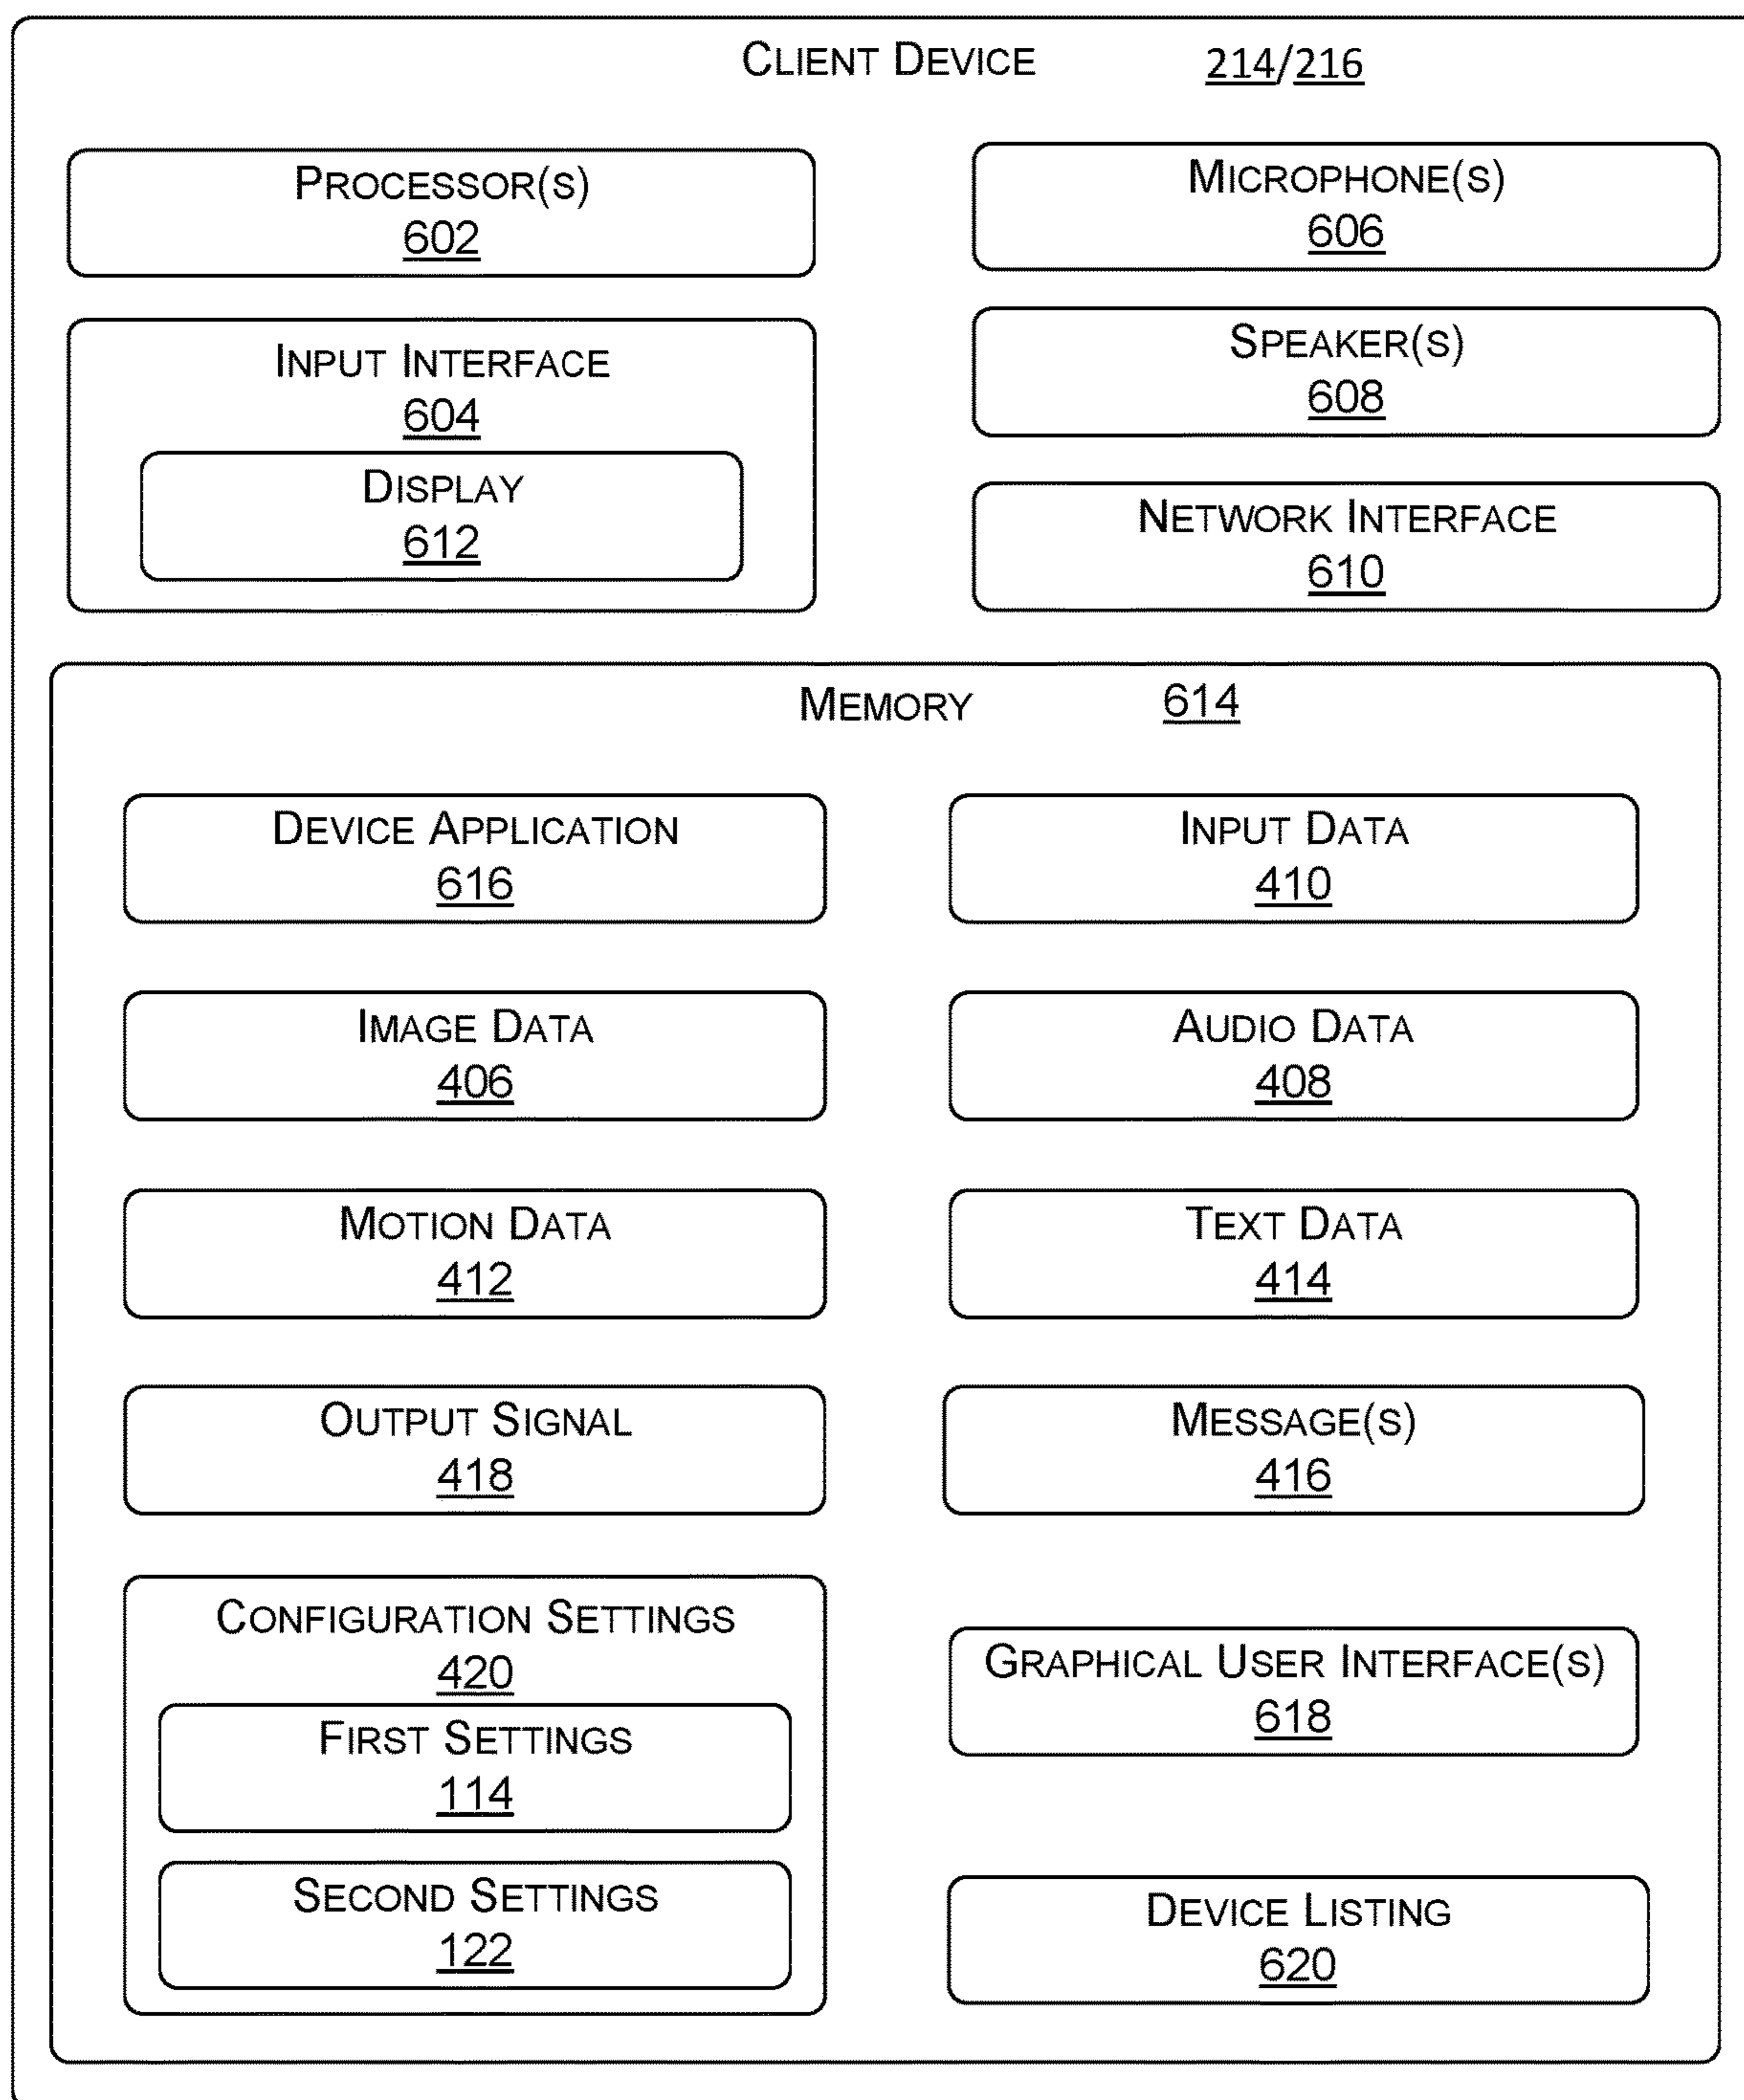 CLIENT DEVICE 214/216
PROCESSOR(S)
602
MICROPHONE(S)
606
INPUT INTERFACE
604
DISPLAY
612
SPEAKER(S)
608
NETWORK INTERFACE
610
MEMORY 614
DEVICE APPLICATION
616
INPUT DATA
410
IMAGE DATA
406
AUDIO DATA
408
MOTION DATA
412
TEXT DATA
414
OUTPUT SIGNAL
418
MESSAGE(S)
416
CONFIGURATION SETTINGS
420
FIRST SETTINGS
114
SECOND SETTINGS
122
GRAPHICAL USER INTERFACE(S)
618
DEVICE LISTING
620